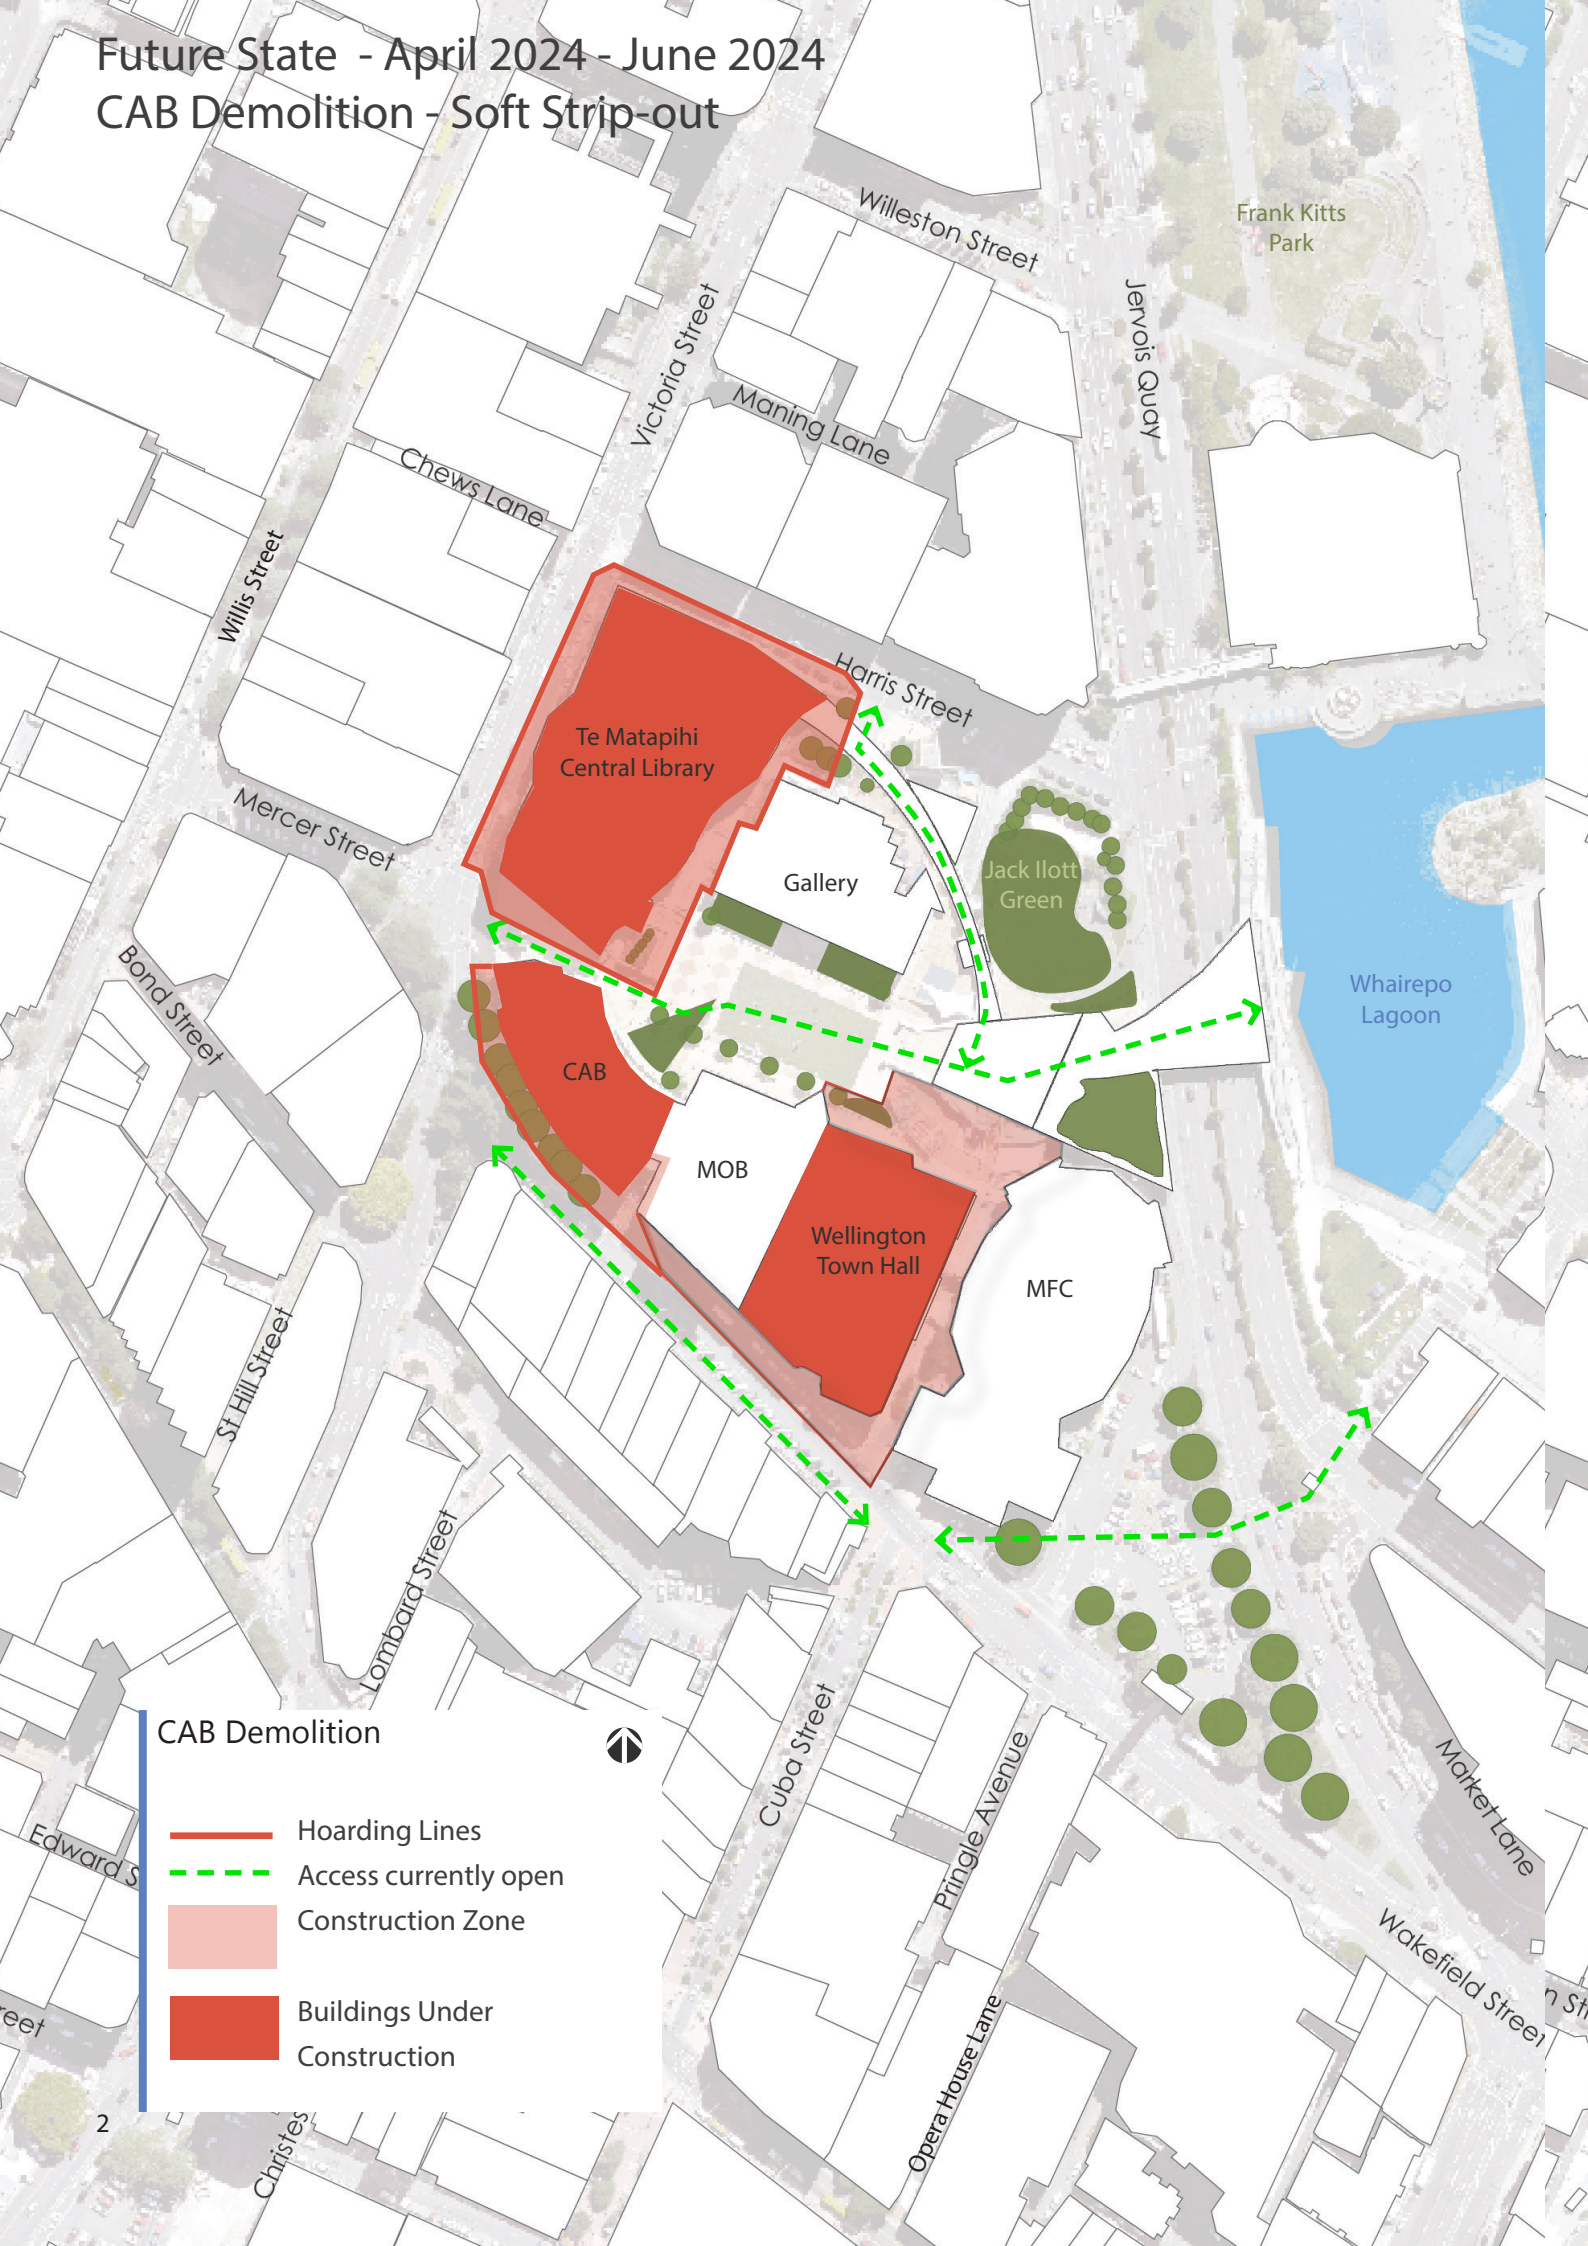 Future State - April 2024 - June 2024
CAB Demolition - Soft Strip-out
Willeston Street
Frank Kitts
Park
Jervois Quay
Victoria Street
Maning Lane
Chews Lane
Willis Street
Harris Street
Te Matapihi
Central Library
Mercer Street
Gallery
Jack Ilott
Green
Bond Street
Whairepo
Lagoon
CAB
MOB
Wellington
Town Hall
MFC
St Hill Street
Lombard Street
Cuba Street
Pringle Avenue
Market Lane
Wakefield Street
Opera House Lane
CAB Demolition
Hoarding Lines
Access currently open
Construction Zone
Buildings Under
Construction
Edward S
reet
n St
Christes
2